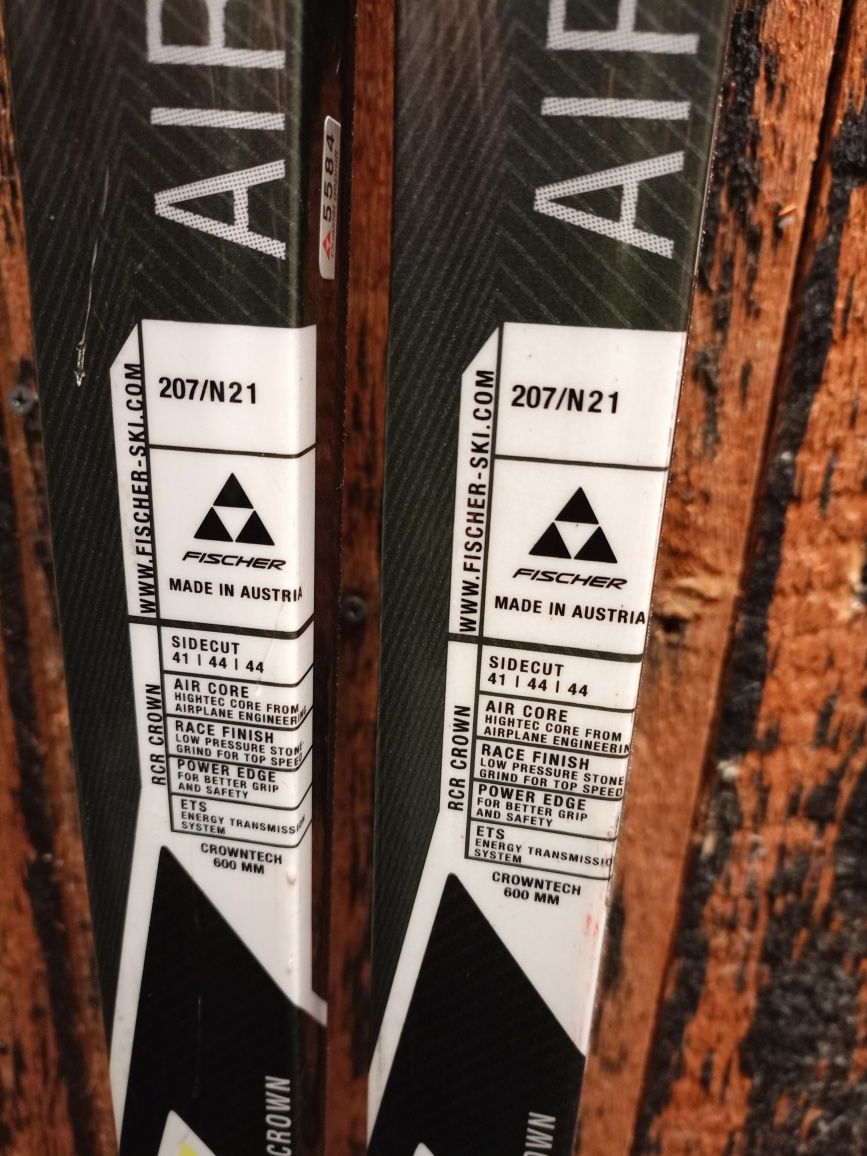 AIR
5584
207/N21
WWW.FISCHER-SKI.COM
FISCHER
MADE IN AUSTRIA
RCR CROWN
SIDECUT
41 | 44 | 44
AIR CORE
HIGHTEC CORE FROM
AIRPLANE ENGINEERING
RACE FINISH
LOW PRESSURE STONE
GRIND FOR TOP SPEED
POWER EDGE
FOR BETTER GRIP
AND SAFETY
ETS
ENERGY TRANSMISSION
SYSTEM
CROWNTECH
600 MM
CROWN
AIR
207/N21
WWW.FISCHER-SKI.COM
FISCHER
MADE IN AUSTRIA
RCR CROWN
SIDECUT
41 | 44 | 44
AIR CORE
HIGHTEC CORE FROM
AIRPLANE ENGINEERIN
RACE FINISH
LOW PRESSURE STONE
GRIND FOR TOP SPEED
POWER EDGE
FOR BETTER GRIP
AND SAFETY
ETS
ENERGY TRANSMISSIO
SYSTEM
CROWNTECH
600 MM
OWN